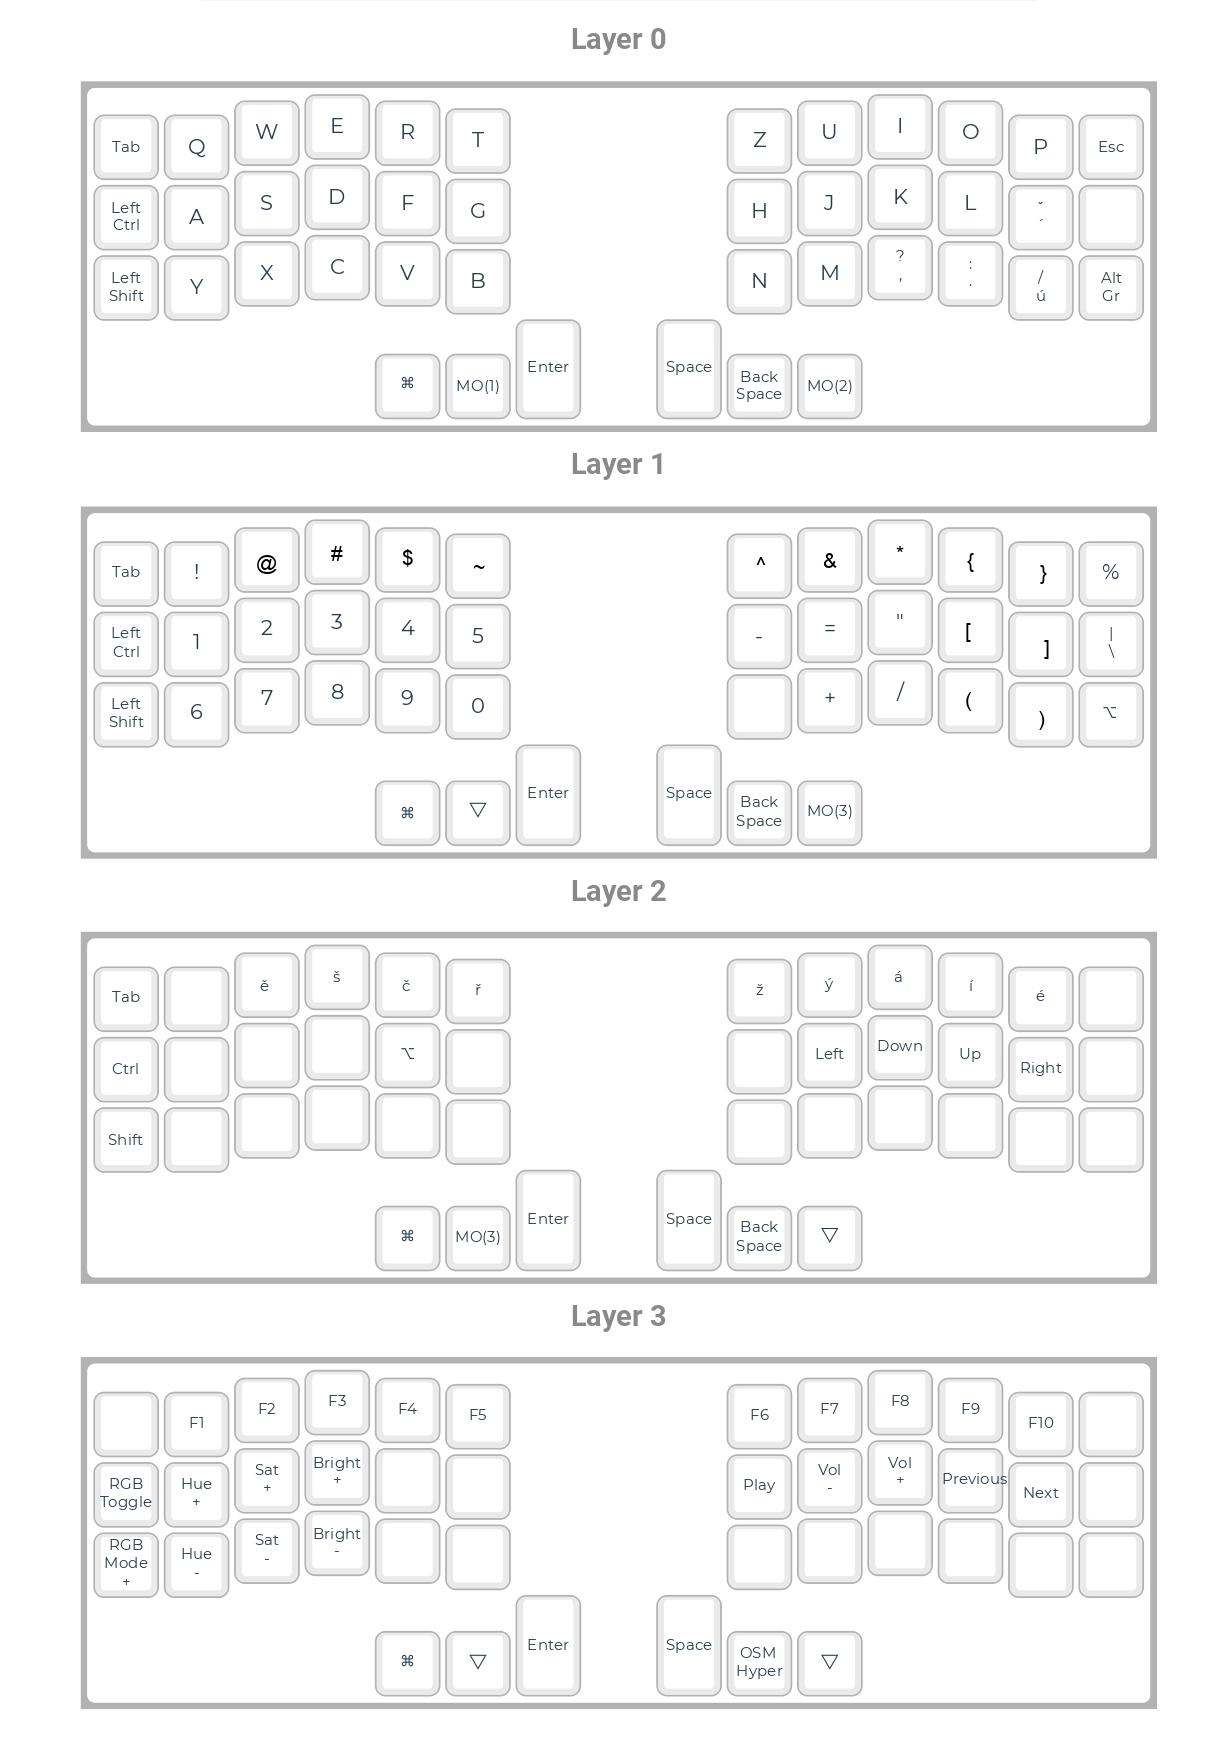 Layer 0
Tab Q W E R T Z U I O P Esc
Left Ctrl A S D F G H J K L ˇ ´
Left Shift Y X C V B N M ? , : . / ú Alt Gr
⌘ MO(1) Enter Space Back Space MO(2)
Layer 1
Tab ! @ # $ ~ ^ & * { } %
Left Ctrl 1 2 3 4 5 - = " [ ] | \
Left Shift 6 7 8 9 0 + / ( ) ⌥
⌘ ▽ Enter Space Back Space MO(3)
Layer 2
Tab ě š č ř ž ý á í é
Ctrl ⌥ Left Down Up Right
Shift
⌘ MO(3) Enter Space Back Space ▽
Layer 3
F1 F2 F3 F4 F5 F6 F7 F8 F9 F10
RGB Toggle Hue + Sat + Bright + Play Vol - Vol + Previous Next
RGB Mode + Hue - Sat - Bright -
⌘ ▽ Enter Space OSM Hyper ▽